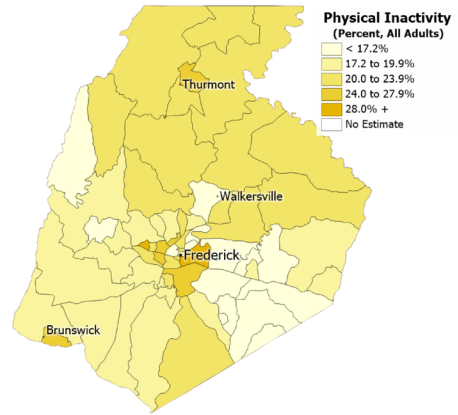 Physical Inactivity
(Percent, All Adults)
< 17.2%
17.2 to 19.9%
20.0 to 23.9%
24.0 to 27.9%
28.0% +
No Estimate
Thurmont
Walkersville
Frederick
Brunswick